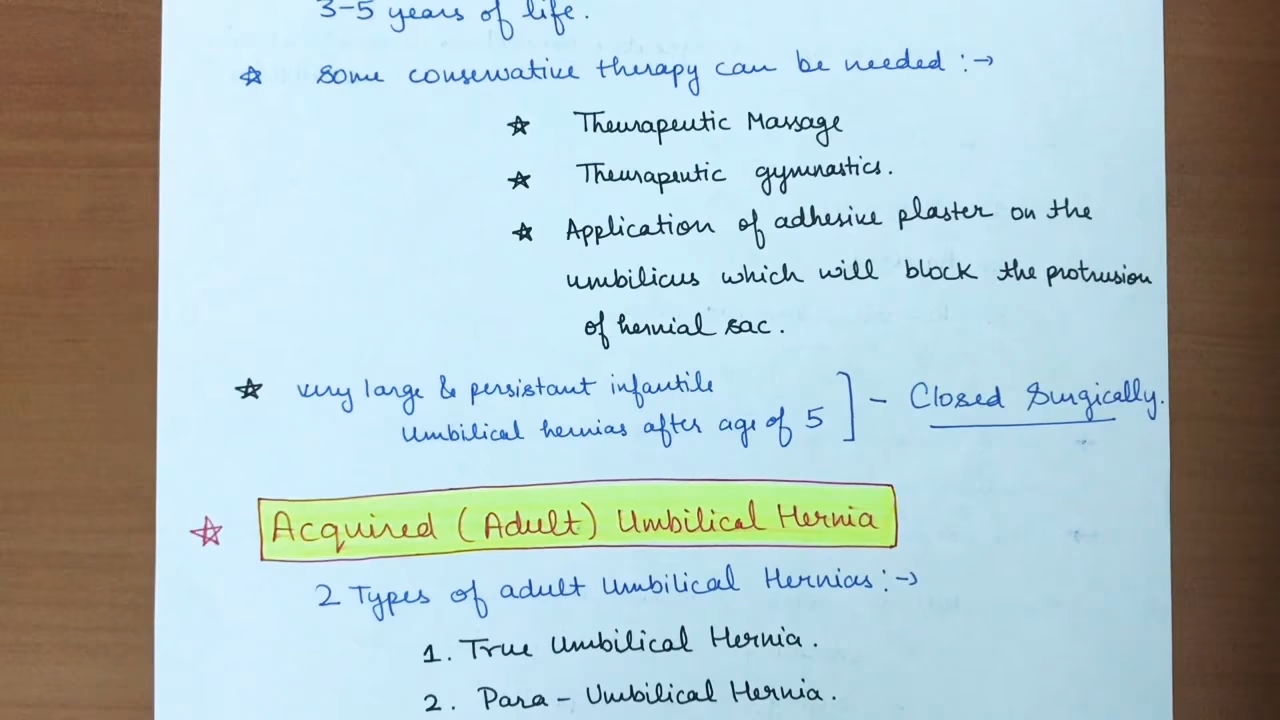 3-5 years of life.
☆ some conservative therapy can be needed :→
☆ Therapeutic Massage
☆ Therapeutic gymnastics.
☆ Application of adhesive plaster on the
umbilicus which will block the protrusion
of hernial sac.
☆ very large & persistant infantile
Umbilical hernias after age of 5 ] - Closed Surgically.
☆ Acquired (Adult) Umbilical Hernia
2 Types of adult Umbilical Hernias :→
1. True Umbilical Hernia.
2. Para - Umbilical Hernia.